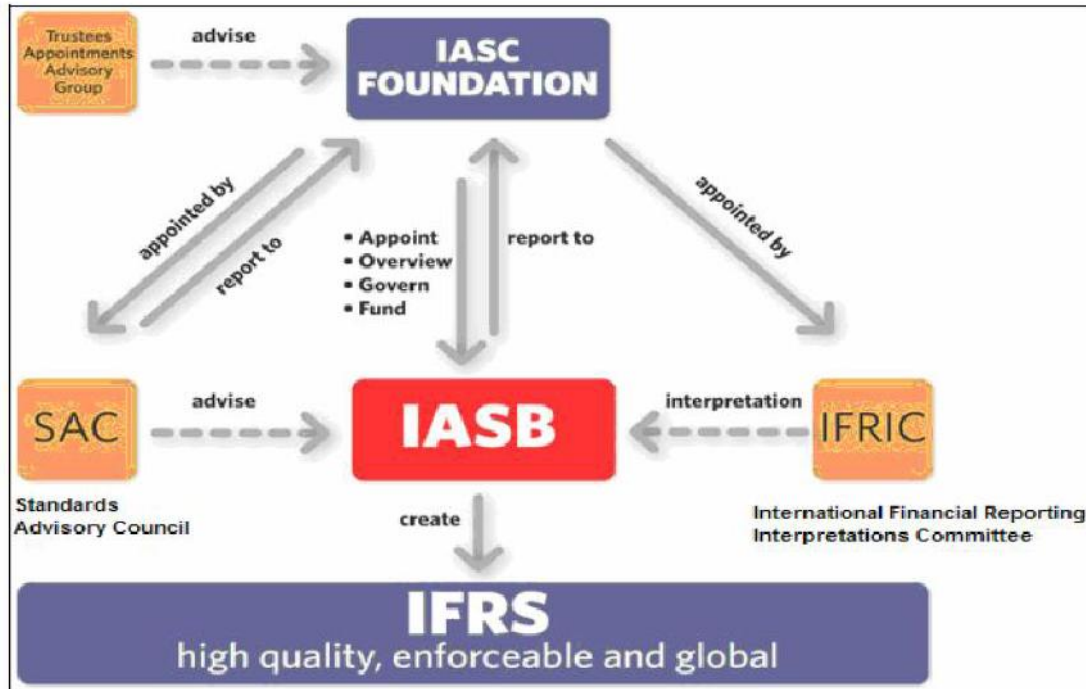 Trustees
Appointments
Advisory
Group
advise
IASC
FOUNDATION
appointed by
report to
▪ Appoint
▪ Overview
▪ Govern
▪ Fund
report to
appointed by
SAC
advise
IASB
interpretation
IFRIC
Standards
Advisory Council
create
International Financial Reporting
Interpretations Committee
IFRS
high quality, enforceable and global